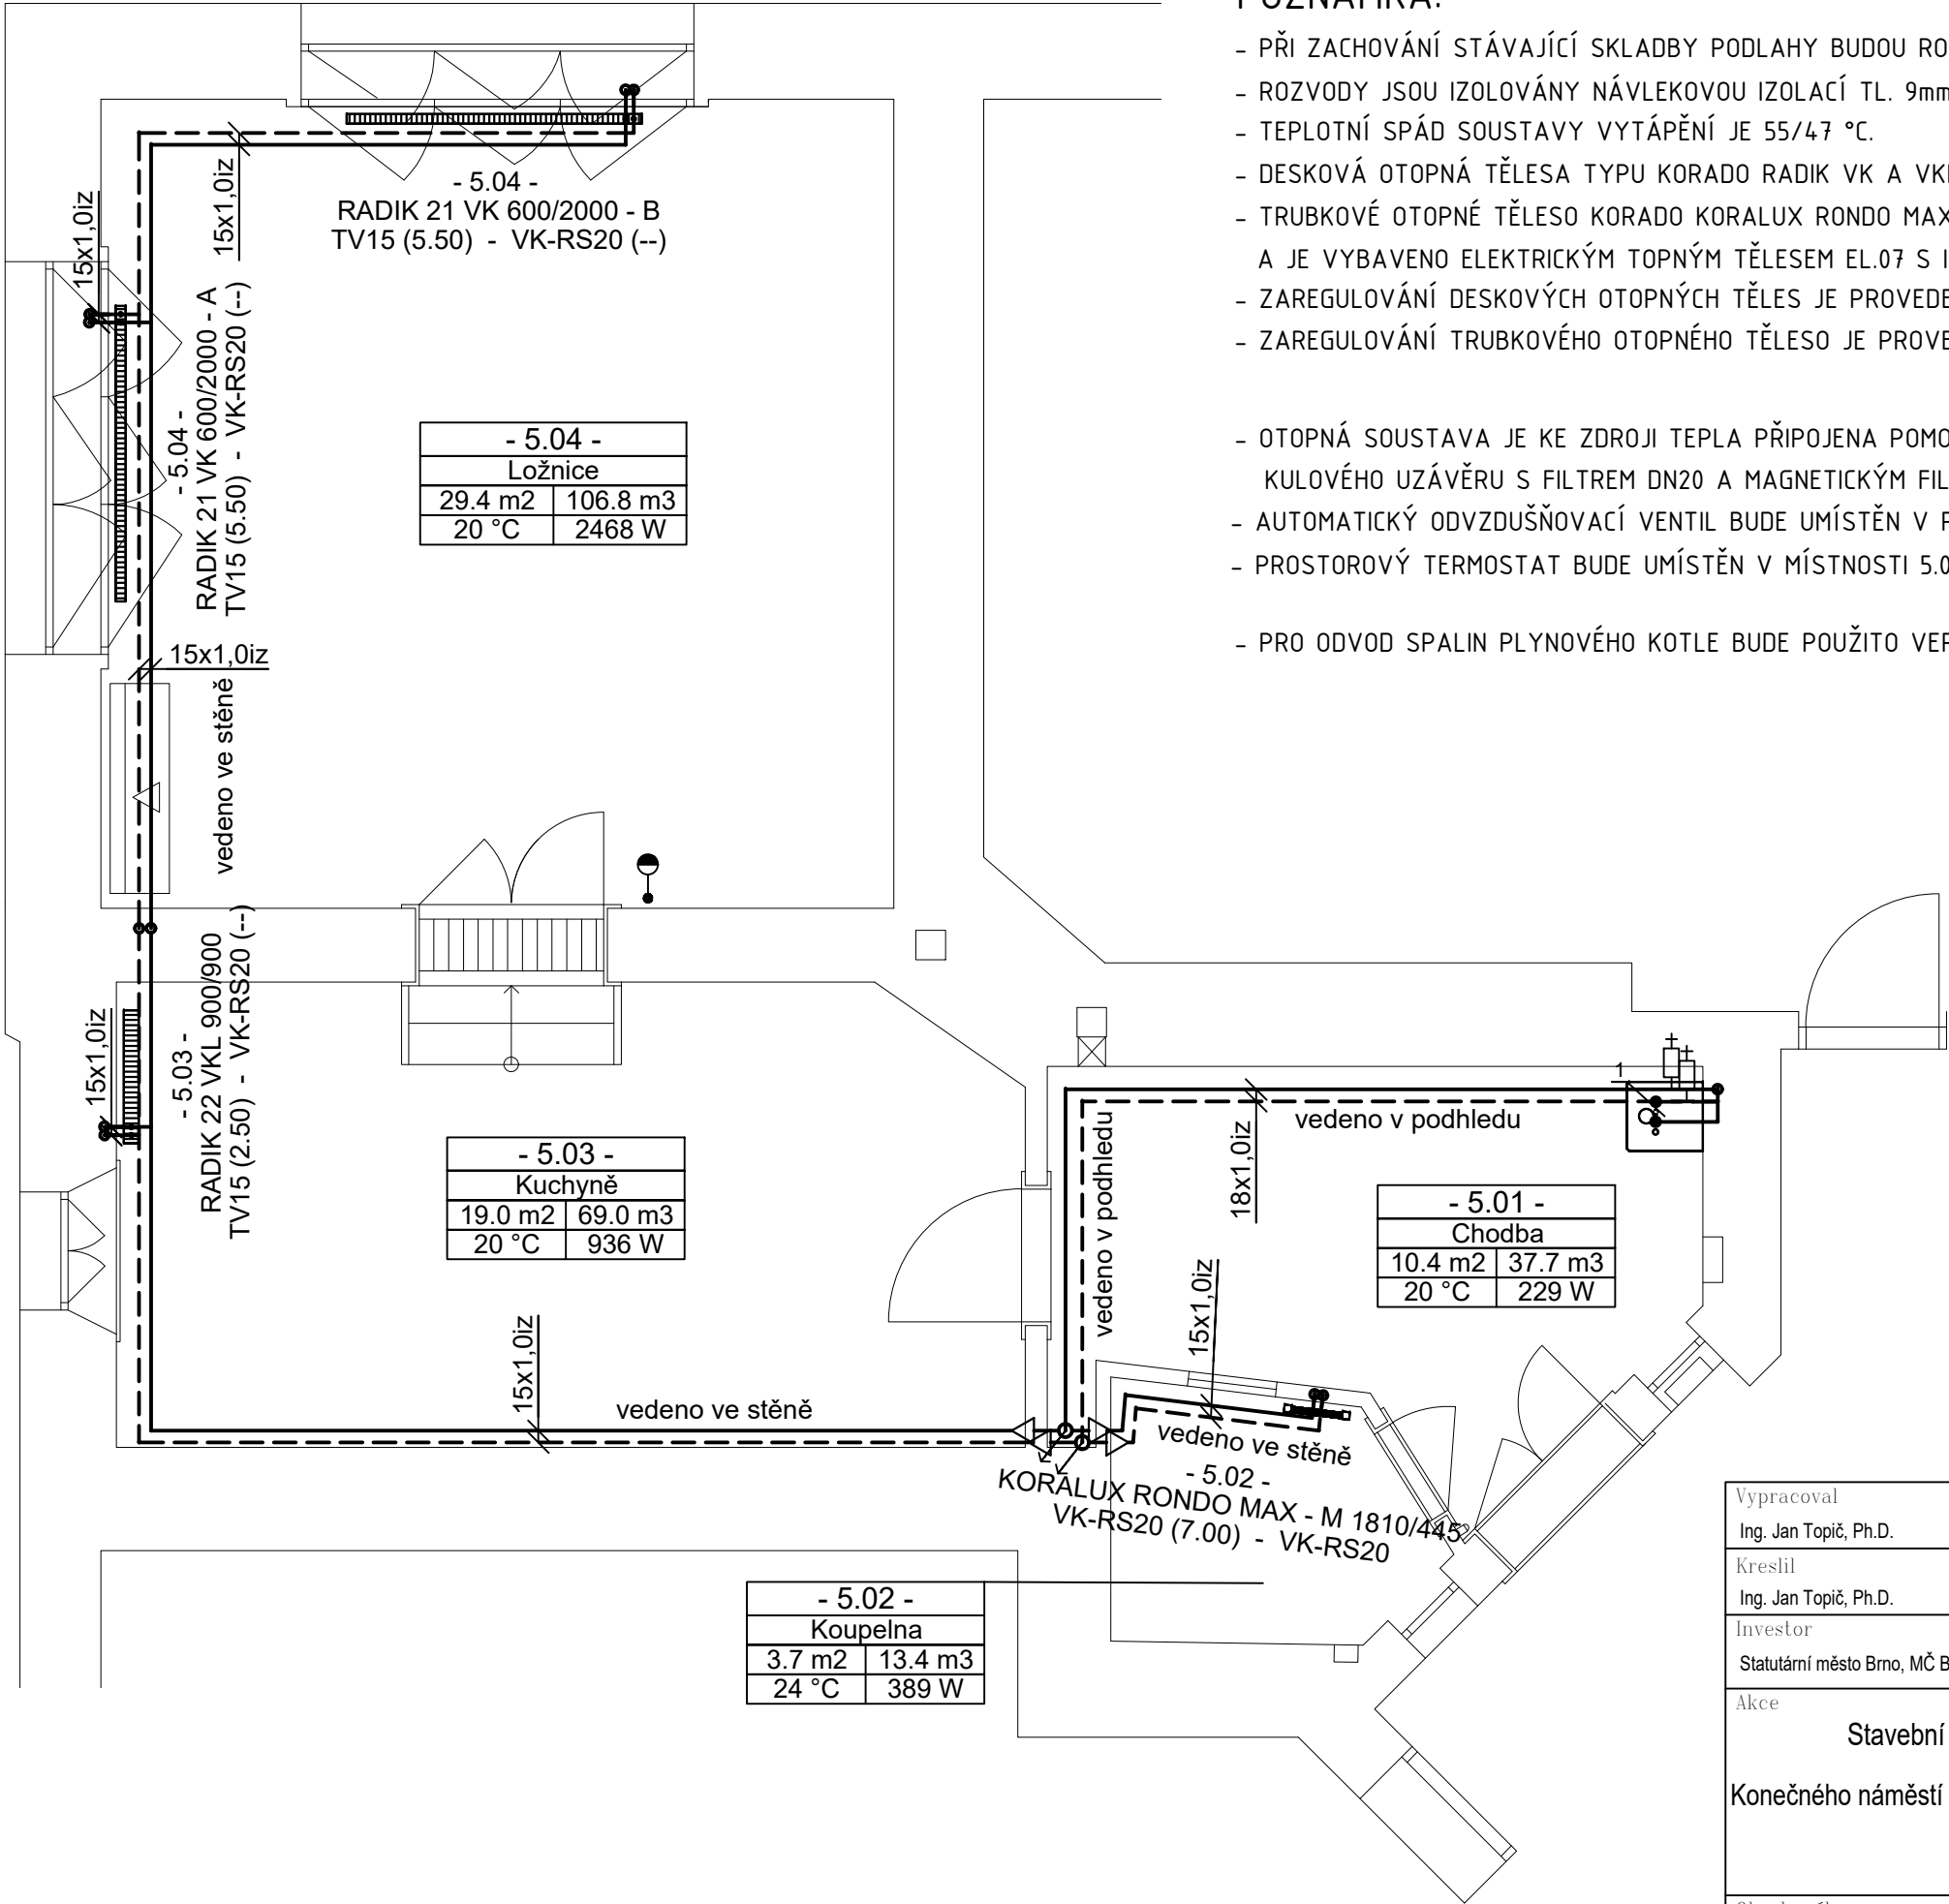 - PŘI ZACHOVÁNÍ STÁVAJÍCÍ SKLADBY PODLAHY BUDOU
- ROZVODY JSOU IZOLOVÁNY NÁVLEKOVOU IZOLACÍ TL. 9mm
- TEPLOTNÍ SPÁD SOUSTAVY VYTÁPĚNÍ JE 55/47 °C.
- DESKOVÁ OTOPNÁ TĚLESA TYPU KORADO RADIK VK A
- TRUBKOVÉ OTOPNÉ TĚLESO KORADO KORALUX RONDO MAX
A JE VYBAVENO ELEKTRICKÝM TOPNÝM TĚLESEM EL.07 S
- ZAREGULOVÁNÍ DESKOVÝCH OTOPNÝCH TĚLES JE
- ZAREGULOVÁNÍ TRUBKOVÉHO OTOPNÉHO TĚLESO JE
- OTOPNÁ SOUSTAVA JE KE ZDROJI TEPLA PŘIPOJENA
KULOVÉHO UZÁVĚRU S FILTREM DN20 A MAGNETICKÝM
- AUTOMATICKÝ ODVZDUŠŇOVACÍ VENTIL BUDE UMÍSTĚN V
- PROSTOROVÝ TERMOSTAT BUDE UMÍSTĚN V MÍSTNOSTI
- PRO ODVOD SPALIN PLYNOVÉHO KOTLE BUDE POUŽITO
15x1,0iz
15x1,0iz
- 5.04 -
RADIK 21 VK 600/2000 - B
TV15 (5.50) - VK-RS20 (--)
- 5.04 -
RADIK 21 VK 600/2000 - A
TV15 (5.50) - VK-RS20 (--)
- 5.04 -
Ložnice
29.4 m2 106.8 m3
20 °C 2468 W
15x1,0iz
vedeno ve stěně
15x1,0iz
- 5.03 -
RADIK 22 VKL 900/900
TV15 (2.50) - VK-RS20 (--)
- 5.03 -
Kuchyně
19.0 m2 69.0 m3
20 °C 936 W
15x1,0iz
vedeno ve stěně
vedeno v podhledu
18x1,0iz
vedeno v podhledu
1
- 5.01 -
Chodba
10.4 m2 37.7 m3
20 °C 229 W
15x1,0iz
vedeno ve stěně
- 5.02 -
KORALUX RONDO MAX - M 1810/445
VK-RS20 (7.00) - VK-RS20
- 5.02 -
Koupelna
3.7 m2 13.4 m3
24 °C 389 W
Vypracoval
Ing. Jan Topič, Ph.D.
Kreslil
Ing. Jan Topič, Ph.D.
Investor
Statutární město Brno, MČ
Akce
Stavební
Konečného náměstí